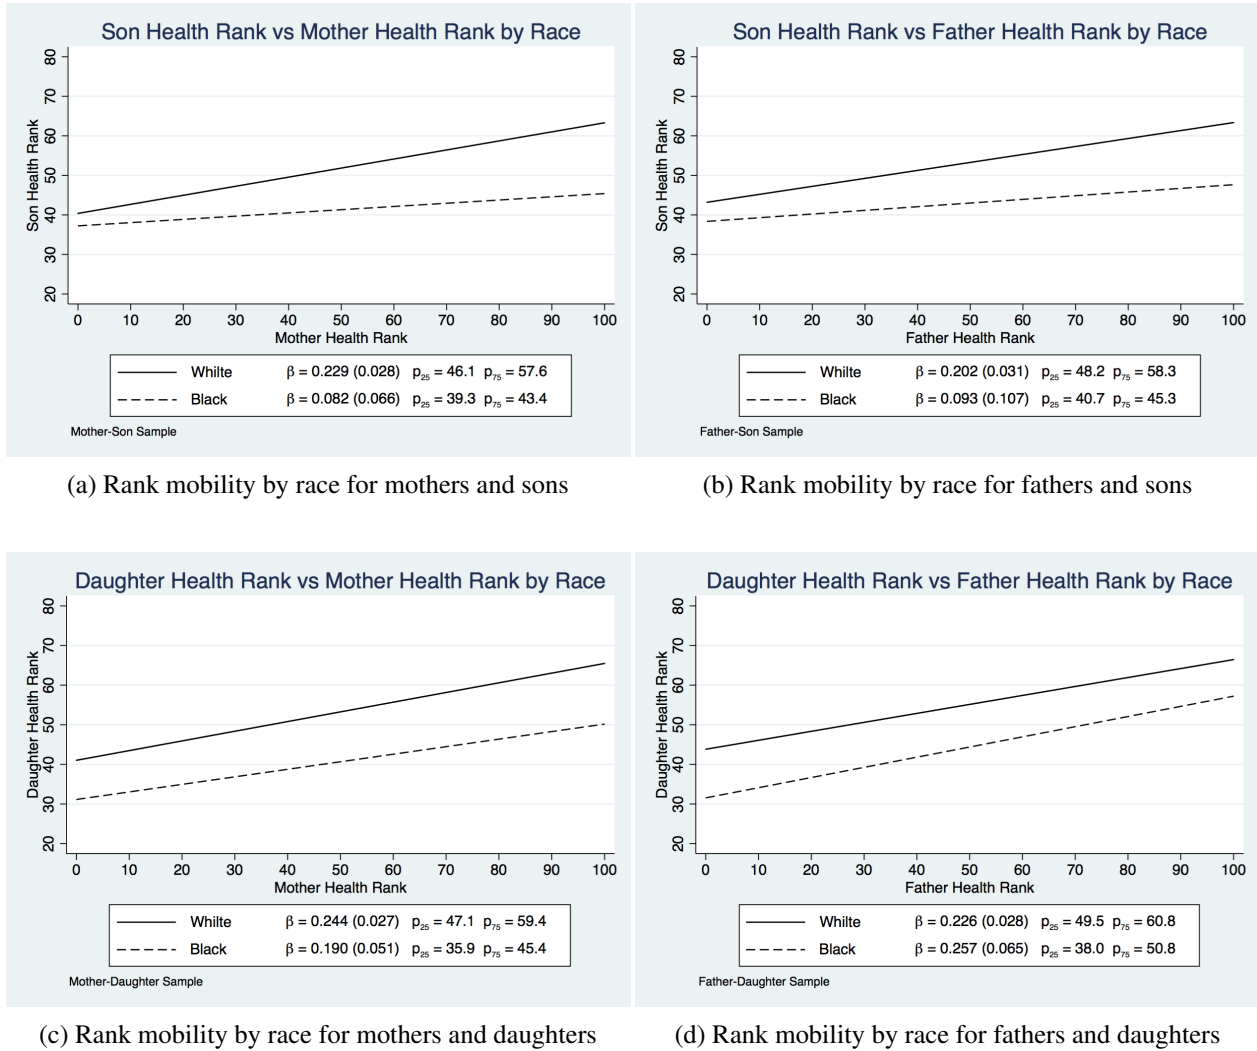 Son Health Rank vs Mother Health Rank by Race
Son Health Rank
80
70
60
50
40
30
20
0 10 20 30 40 50 60 70 80 90 100
Mother Health Rank
Whilte β = 0.229 (0.028) p25 = 46.1 p75 = 57.6
Black β = 0.082 (0.066) p25 = 39.3 p75 = 43.4
Mother-Son Sample
(a) Rank mobility by race for mothers and sons
Son Health Rank vs Father Health Rank by Race
Son Health Rank
80
70
60
50
40
30
20
0 10 20 30 40 50 60 70 80 90 100
Father Health Rank
Whilte β = 0.202 (0.031) p25 = 48.2 p75 = 58.3
Black β = 0.093 (0.107) p25 = 40.7 p75 = 45.3
Father-Son Sample
(b) Rank mobility by race for fathers and sons
Daughter Health Rank vs Mother Health Rank by Race
Daughter Health Rank
80
70
60
50
40
30
20
0 10 20 30 40 50 60 70 80 90 100
Mother Health Rank
Whilte β = 0.244 (0.027) p25 = 47.1 p75 = 59.4
Black β = 0.190 (0.051) p25 = 35.9 p75 = 45.4
Mother-Daughter Sample
(c) Rank mobility by race for mothers and daughters
Daughter Health Rank vs Father Health Rank by Race
Daughter Health Rank
80
70
60
50
40
30
20
0 10 20 30 40 50 60 70 80 90 100
Father Health Rank
Whilte β = 0.226 (0.028) p25 = 49.5 p75 = 60.8
Black β = 0.257 (0.065) p25 = 38.0 p75 = 50.8
Father-Daughter Sample
(d) Rank mobility by race for fathers and daughters